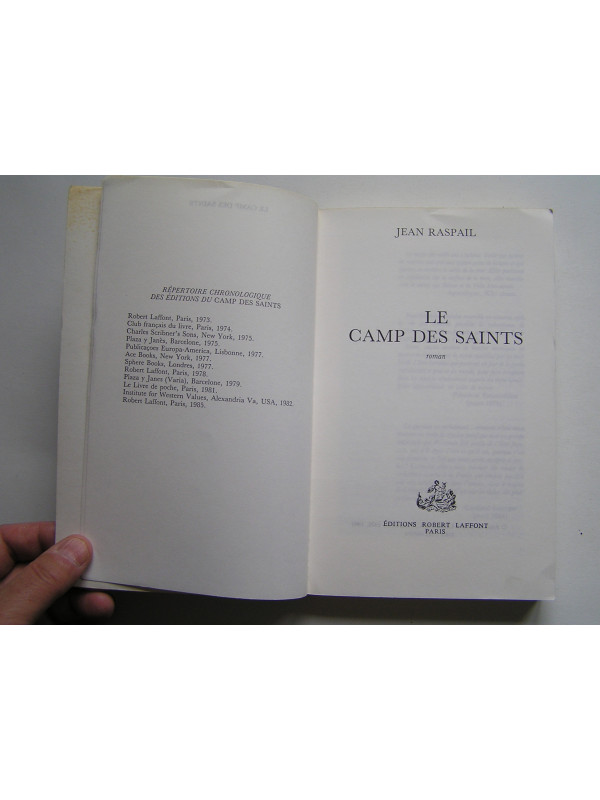 RÉPERTOIRE CHRONOLOGIQUE
DES ÉDITIONS DU CAMP DES SAINTS
Robert Laffont, Paris, 1973.
Club français du livre, Paris, 1974.
Charles Scribner's Sons, New York, 1975.
Plaza y Janès, Barcelone, 1975.
Publicaçoes Europa-America, Lisbonne, 1977.
Ace Books, New York, 1977.
Sphere Books, Londres, 1977.
Robert Laffont, Paris, 1978.
Plaza y Janes (Varia), Barcelone, 1979.
Le Livre de poche, Paris, 1981.
Institute for Western Values, Alexandria Va, USA, 1982.
Robert Laffont, Paris, 1985.
JEAN RASPAIL
LE
CAMP DES SAINTS
roman
ÉDITIONS ROBERT LAFFONT
PARIS